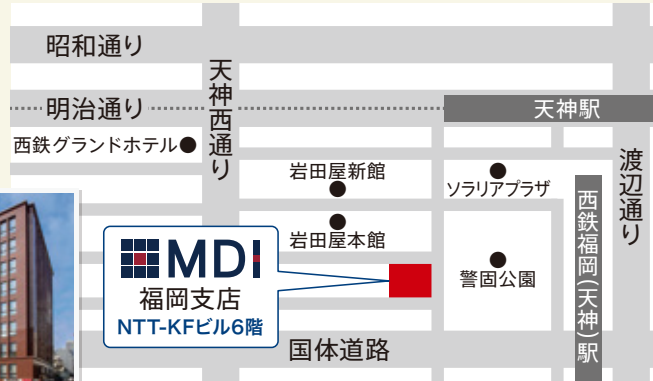 昭和通り
天神西通り
明治通り
天神駅
西鉄グランドホテル
渡辺通り
岩田屋新館
ソラリアプラザ
西鉄福岡(天神)駅
岩田屋本館
MDI
福岡支店
NTT-KFビル6階
警固公園
国体道路